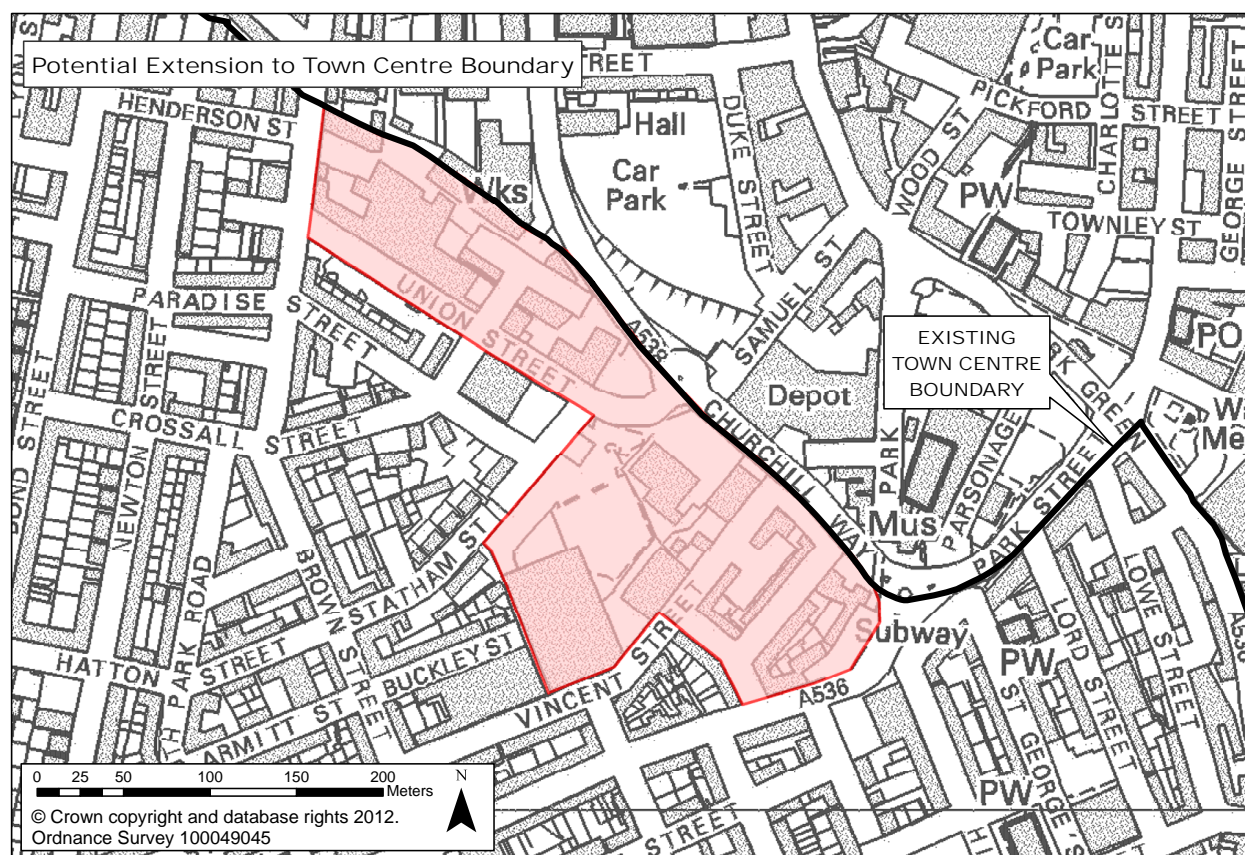 Potential Extension to Town Centre Boundary
STREET
Car
Park
PICKFORD STREET
CHARLOTTE S
GEORGE STREET
HENDERSON ST
DUKE STREET
Hall
Car
Park
WOOD ST
PW
TOWNLEY ST
Wks
PARADISE STREET
UNION STREET
SAMUEL ST
PO
EXISTING
TOWN CENTRE
BOUNDARY
Depot
CHURCHILL WAY
PARK GREEN
PARSONAGE
PARK STREET
PARK
Mus
BOND STREET
NEWTON STREET
CROSSALL STREET
STATHAM ST
BROWN STREET
PARK ROAD
HATTON STREET
BUCKLEY ST
ARMITT ST
VINCENT STREET
Subway
A536
PW
LORD STREET
LOWE STREET
ST GEORGE'S
PW
STREET
0 25 50 100 150 200
Meters
N
© Crown copyright and database rights 2012.
Ordnance Survey 100049045